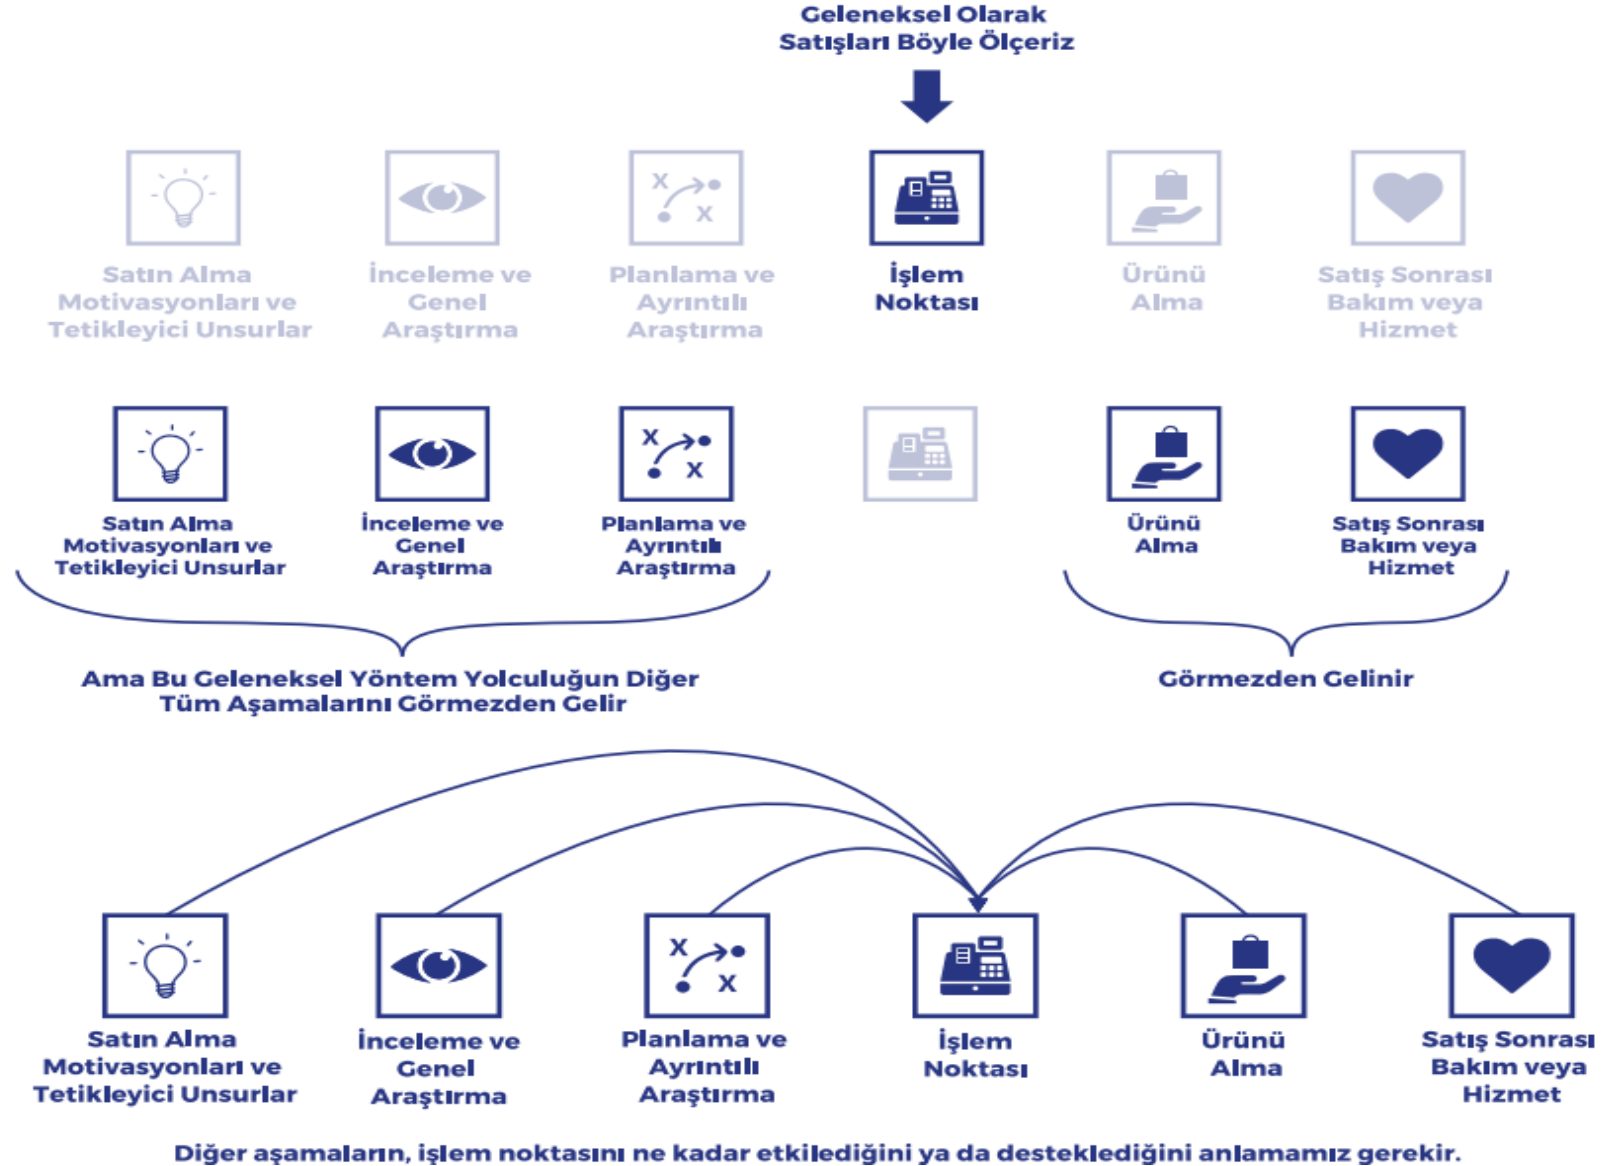 Geleneksel Olarak
Satışları Böyle Ölçeriz
Satın Alma
Motivasyonları ve
Tetikleyici Unsurlar
İnceleme ve
Genel
Araştırma
Planlama ve
Ayrıntılı
Araştırma
İşlem
Noktası
Ürünü
Alma
Satış Sonrası
Bakım veya
Hizmet
Satın Alma
Motivasyonları ve
Tetikleyici Unsurlar
İnceleme ve
Genel
Araştırma
Planlama ve
Ayrıntılı
Araştırma
Ürünü
Alma
Satış Sonrası
Bakım veya
Hizmet
Ama Bu Geleneksel Yöntem Yolculuğun Diğer
Tüm Aşamalarını Görmezden Gelir
Görmezden Gelinir
Satın Alma
Motivasyonları ve
Tetikleyici Unsurlar
İnceleme ve
Genel
Araştırma
Planlama ve
Ayrıntılı
Araştırma
İşlem
Noktası
Ürünü
Alma
Satış Sonrası
Bakım veya
Hizmet
Diğer aşamaların, işlem noktasını ne kadar etkilediğini ya da desteklediğini anlamamız gerekir.